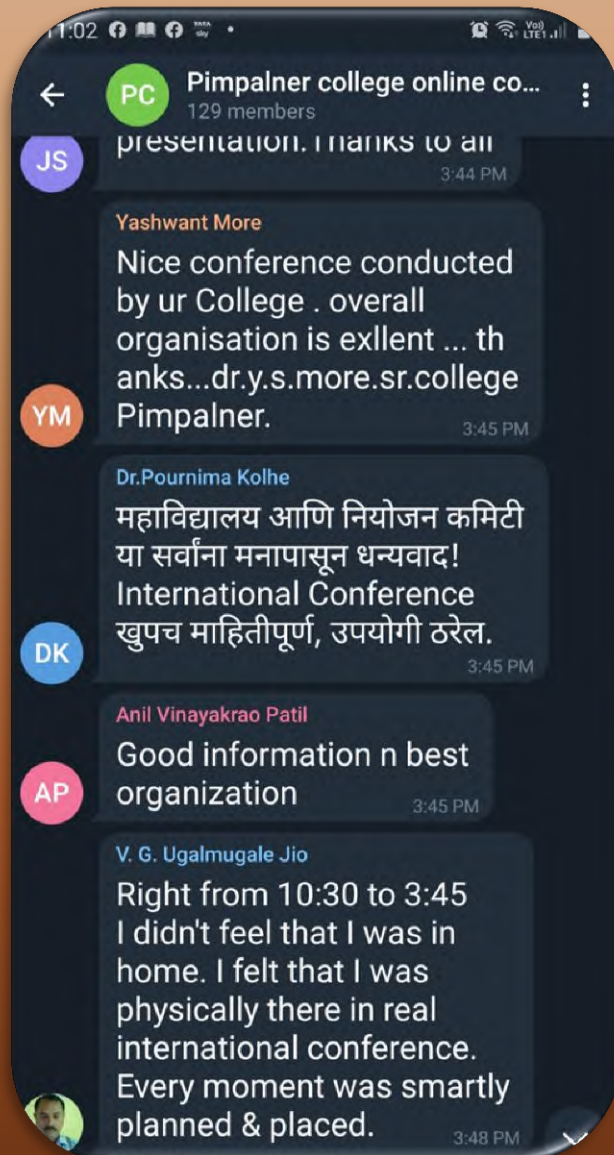 11:02 TATA sky Vo)) LTE1
PC Pimpalner college online co...
129 members
JS presentation. Thanks to all
3:44 PM
Yashwant More
Nice conference conducted
by ur College . overall
organisation is exllent ... th
anks...dr.y.s.more.sr.college
YM Pimpalner.
3:45 PM
Dr.Pournima Kolhe
महाविद्यालय आणि नियोजन कमिटी
या सर्वांना मनापासून धन्यवाद!
International Conference
खुपच माहितीपूर्ण, उपयोगी ठरेल.
DK
3:45 PM
Anil Vinayakrao Patil
Good information n best
AP organization
3:45 PM
V. G. Ugalmugale Jio
Right from 10:30 to 3:45
I didn't feel that I was in
home. I felt that I was
physically there in real
international conference.
Every moment was smartly
planned & placed.
3:48 PM